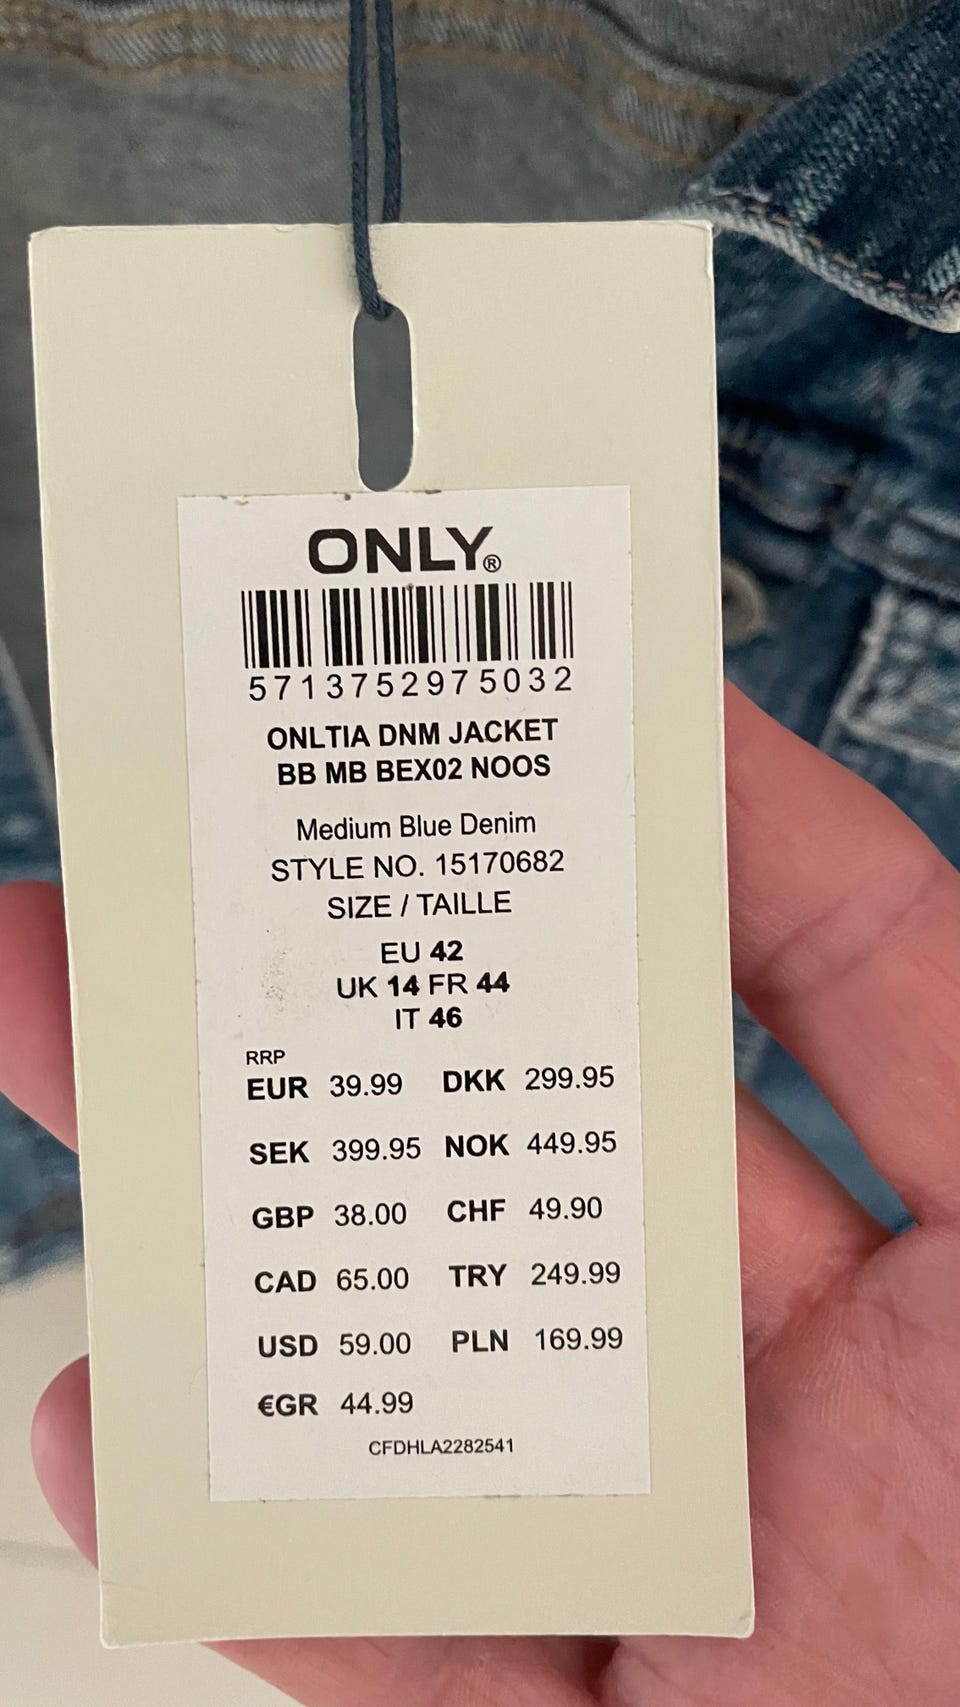 ONLY®
5713752975032
ONLTIA DNM JACKET
BB MB BEX02 NOOS
Medium Blue Denim
STYLE NO. 15170682
SIZE / TAILLE
EU 42
UK 14 FR 44
IT 46
RRP
EUR 39.99 DKK 299.95
SEK 399.95 NOK 449.95
GBP 38.00 CHF 49.90
CAD 65.00 TRY 249.99
USD 59.00 PLN 169.99
€GR 44.99
CFDHLA2282541